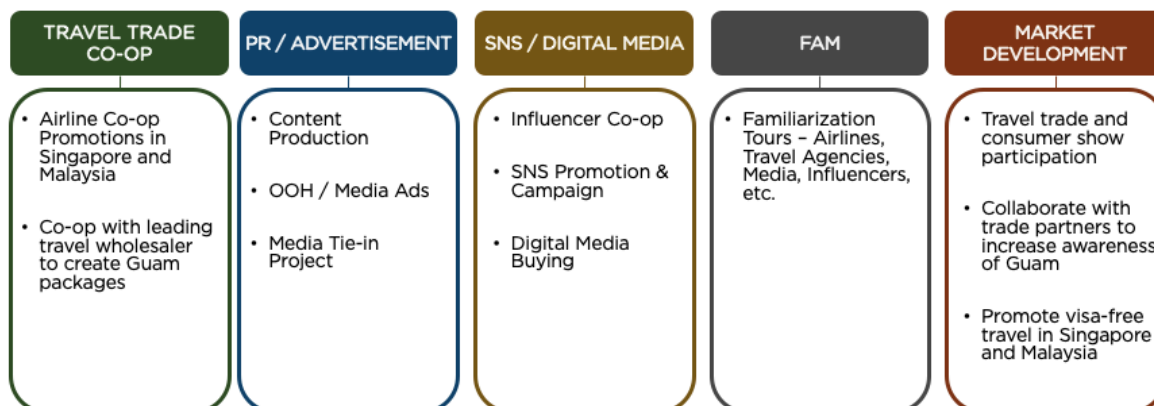 TRAVEL TRADE
CO-OP
• Airline Co-op
Promotions in
Singapore and
Malaysia
• Co-op with leading
travel wholesaler
to create Guam
packages
PR / ADVERTISEMENT
• Content
Production
• OOH / Media Ads
• Media Tie-in
Project
SNS / DIGITAL MEDIA
• Influencer Co-op
• SNS Promotion &
Campaign
• Digital Media
Buying
FAM
• Familiarization
Tours – Airlines,
Travel Agencies,
Media, Influencers,
etc.
MARKET
DEVELOPMENT
• Travel trade and
consumer show
participation
• Collaborate with
trade partners to
increase awareness
of Guam
• Promote visa-free
travel in Singapore
and Malaysia